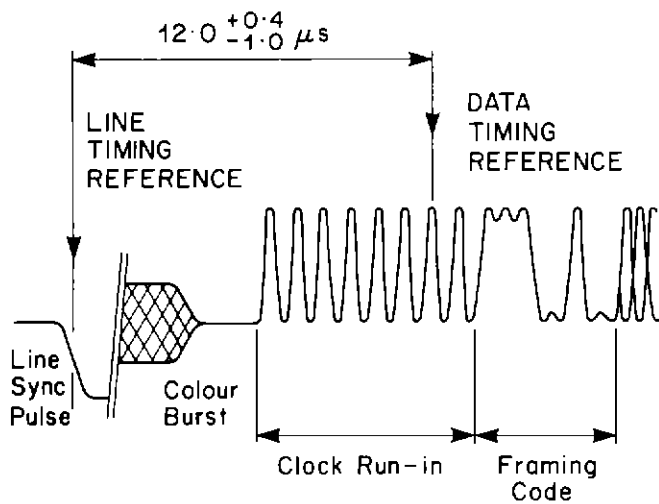 12·0 +0·4 -1·0 μs
LINE
TIMING
REFERENCE
DATA
TIMING
REFERENCE
Line
Sync
Pulse
Colour
Burst
Clock Run-in
Framing
Code